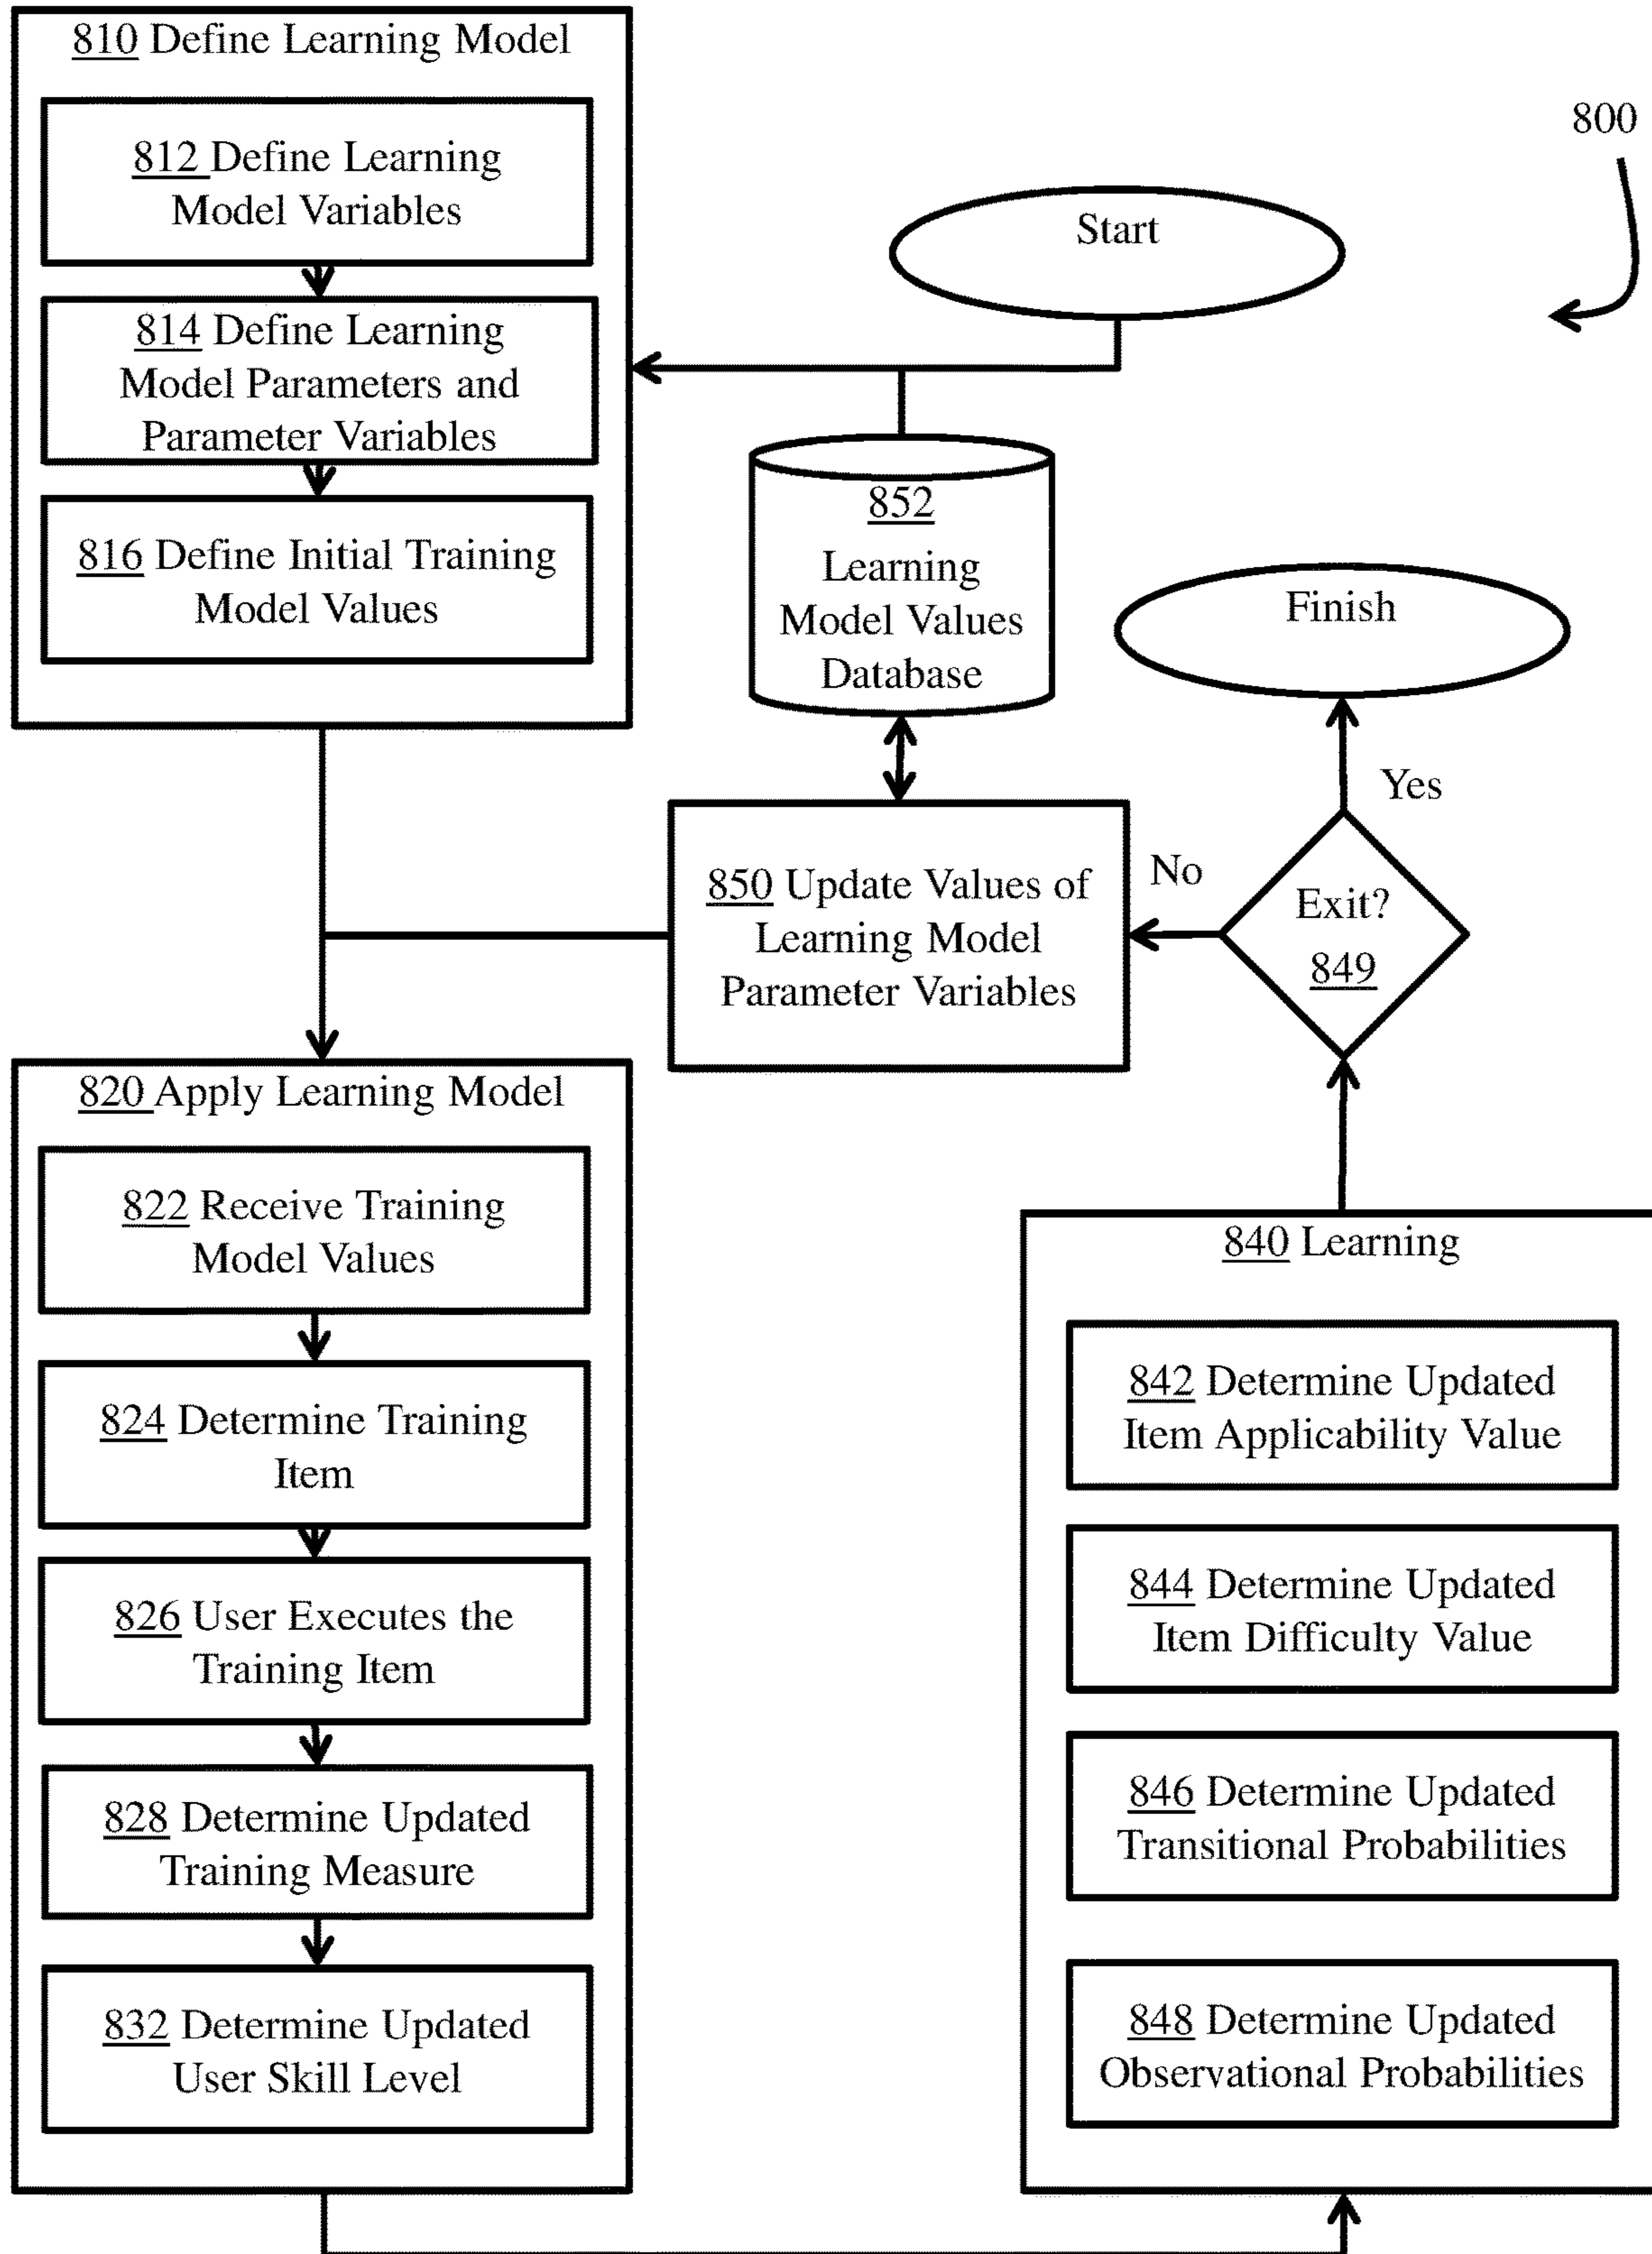 810 Define Learning Model
812 Define Learning
Model Variables
814 Define Learning
Model Parameters and
Parameter Variables
816 Define Initial Training
Model Values
800
Start
852
Learning
Model Values
Database
Finish
Yes
No
Exit?
849
850 Update Values of
Learning Model
Parameter Variables
820 Apply Learning Model
822 Receive Training
Model Values
824 Determine Training
Item
826 User Executes the
Training Item
828 Determine Updated
Training Measure
832 Determine Updated
User Skill Level
840 Learning
842 Determine Updated
Item Applicability Value
844 Determine Updated
Item Difficulty Value
846 Determine Updated
Transitional Probabilities
848 Determine Updated
Observational Probabilities